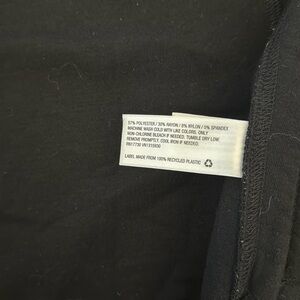 57% POLYESTER / 30% RAYON / 8% NYLON / 5% SPANDEX
MACHINE WASH COLD WITH LIKE COLORS. ONLY
NON-CHLORINE BLEACH IF NEEDED. TUMBLE DRY LOW.
REMOVE PROMPTLY. COOL IRON IF NEEDED.
LABEL MADE FROM 100% RECYCLED PLASTIC